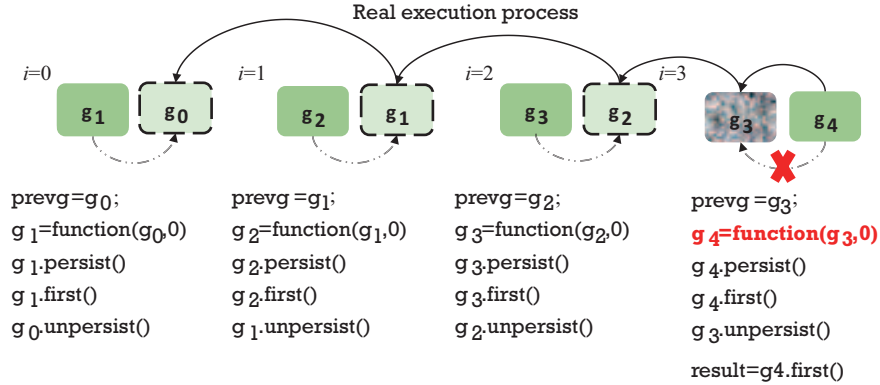 Real execution process
i=0
i=1
i=2
i=3
g1
g0
g2
g1
g3
g2
g3
g4
prevg=g0;
g1=function(g0,0)
g1.persist()
g1.first()
g0.unpersist()
prevg=g1;
g2=function(g1,0)
g2.persist()
g2.first()
g1.unpersist()
prevg=g2;
g3=function(g2,0)
g3.persist()
g3.first()
g2.unpersist()
prevg=g3;
g4=function(g3,0)
g4.persist()
g4.first()
g3.unpersist()
result=g4.first()